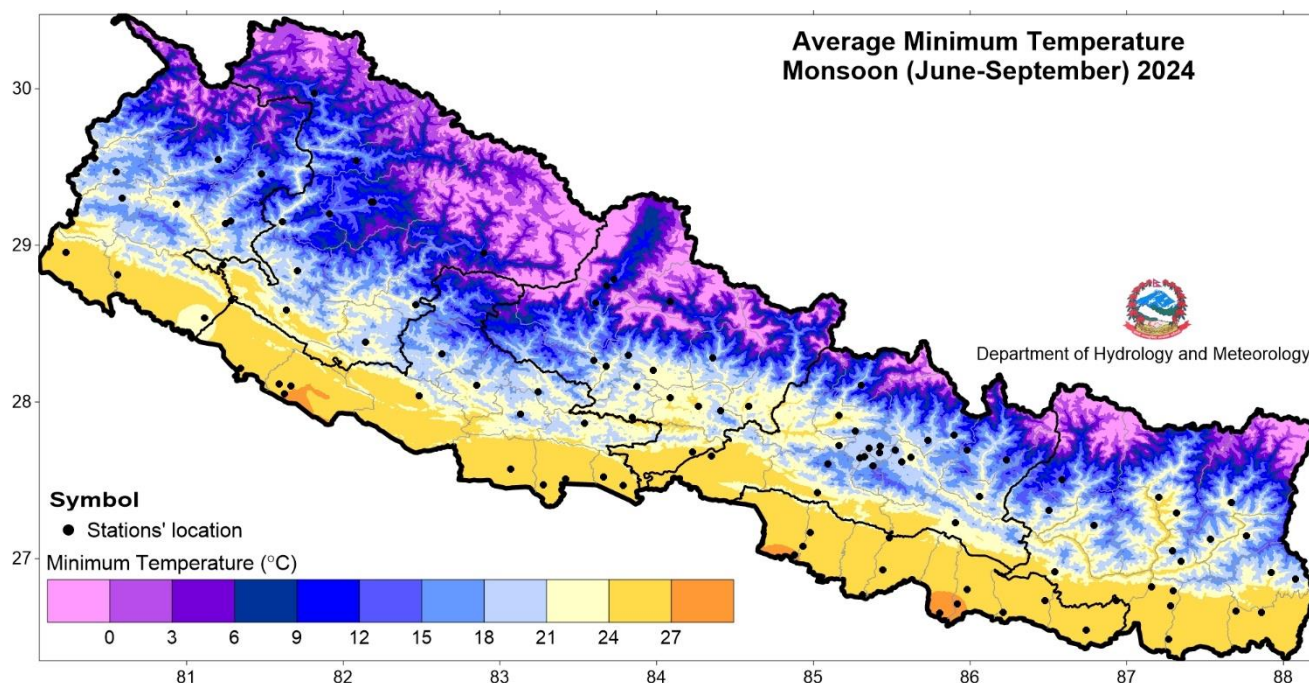 Average Minimum Temperature
Monsoon (June-September) 2024
30
29
28
27
Department of Hydrology and Meteorology
Symbol
Stations' location
Minimum Temperature (°C)
0 3 6 9 12 15 18 21 24 27
81 82 83 84 85 86 87 88